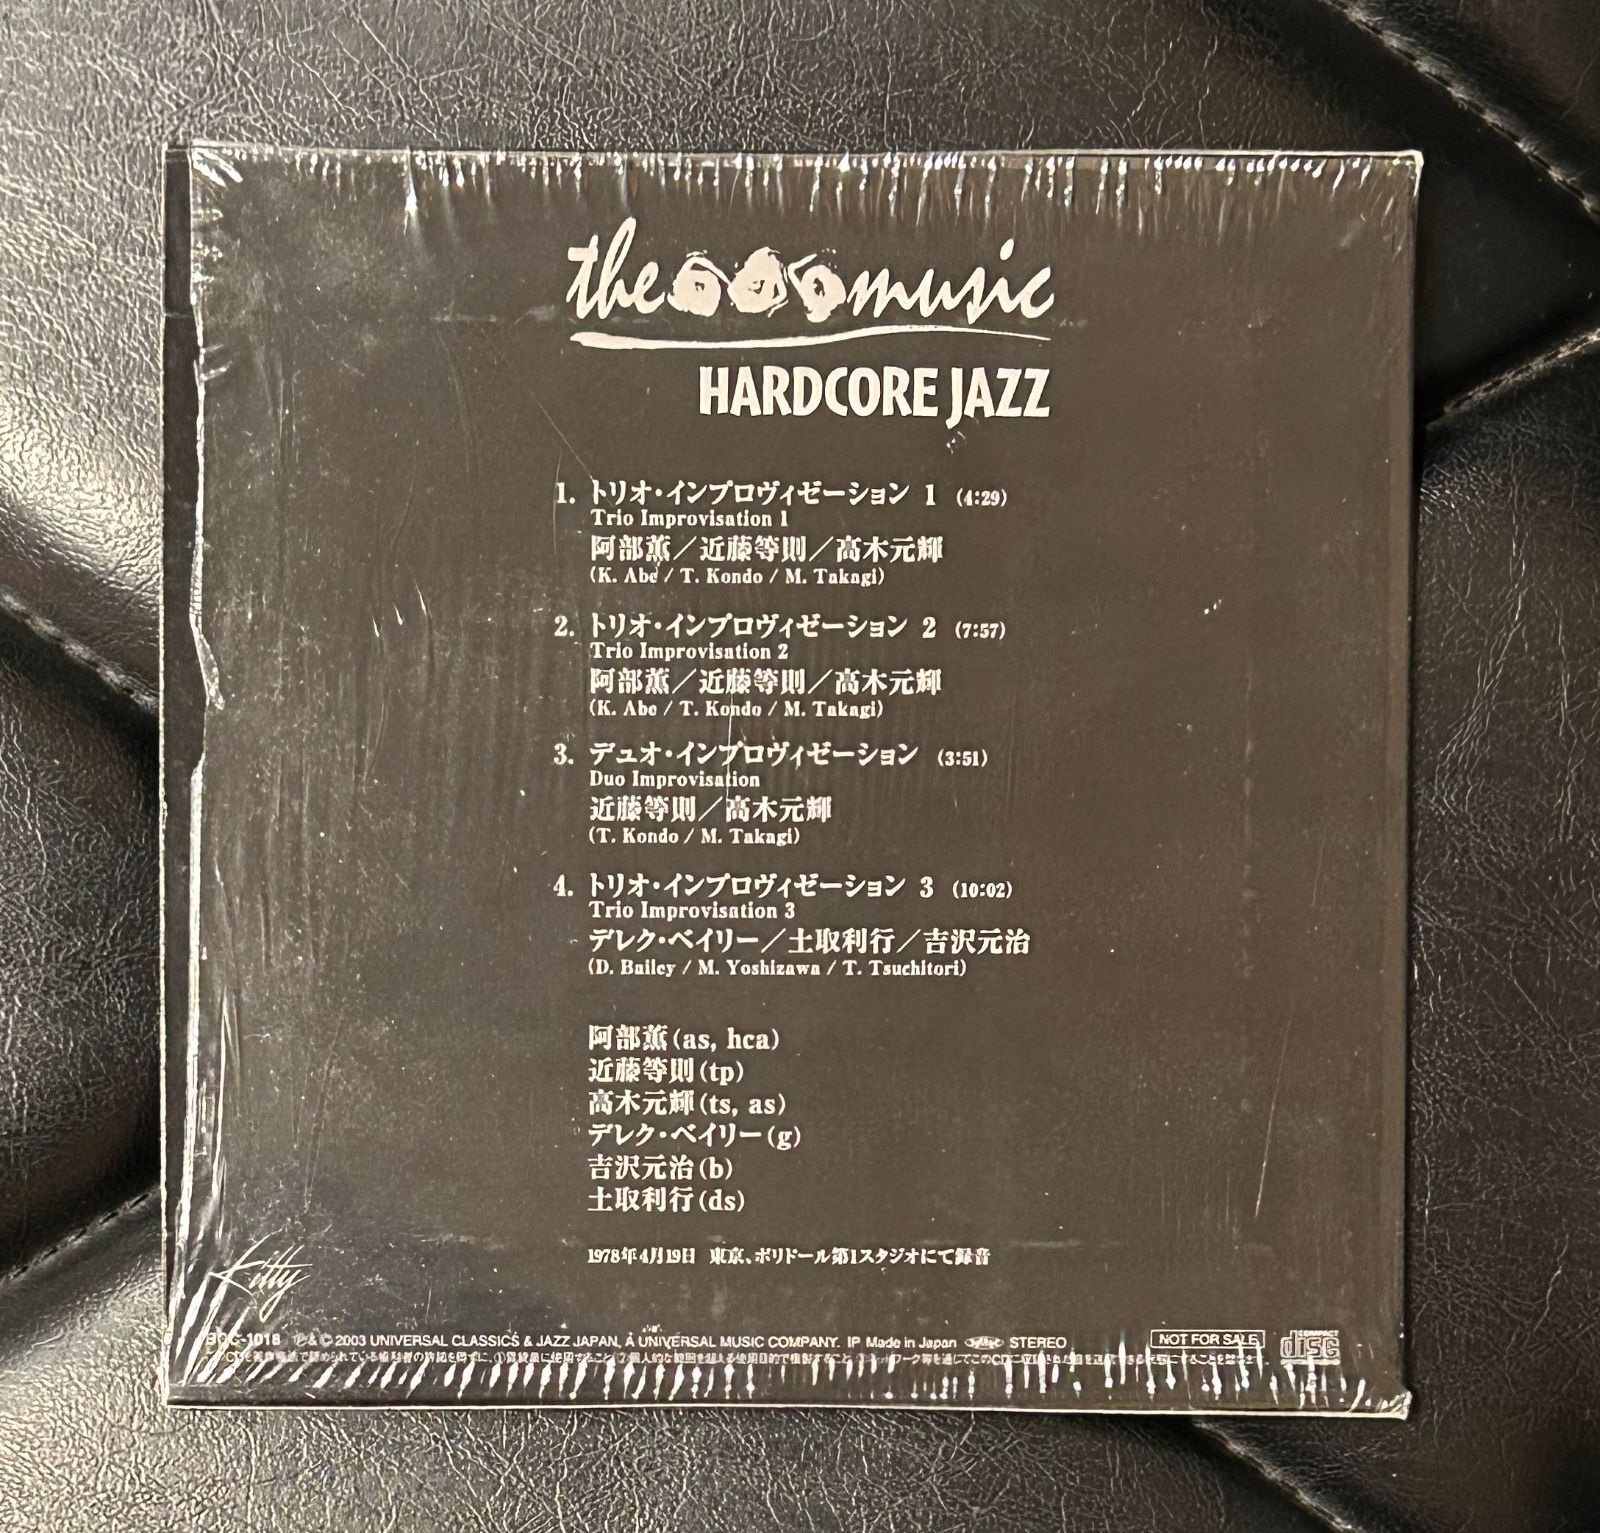 the music
HARDCORE JAZZ
1. トリオ・インプロヴィゼーション 1 (4:29)
Trio Improvisation 1
阿部薫／近藤等則／高木元輝
(K. Abe / T. Kondo / M. Takagi)
2. トリオ・インプロヴィゼーション 2 (7:57)
Trio Improvisation 2
阿部薫／近藤等則／高木元輝
(K. Abe / T. Kondo / M. Takagi)
3. デュオ・インプロヴィゼーション (3:51)
Duo Improvisation
近藤等則／高木元輝
(T. Kondo / M. Takagi)
4. トリオ・インプロヴィゼーション 3 (10:02)
Trio Improvisation 3
デレク・ベイリー／土取利行／吉沢元治
(D. Bailey / M. Yoshizawa / T. Tsuchitori)
阿部薫(as, hca)
近藤等則(tp)
高木元輝(ts, as)
デレク・ベイリー(g)
吉沢元治(b)
土取利行(ds)
1978年4月19日 東京、ポリドール第1スタジオにて録音
Kitty
-1018 ℗ & © 2003 UNIVERSAL CLASSICS & JAZZ JAPAN, A UNIVERSAL MUSIC COMPANY. IP Made in Japan STEREO NOT FOR SALE COMPACT disc